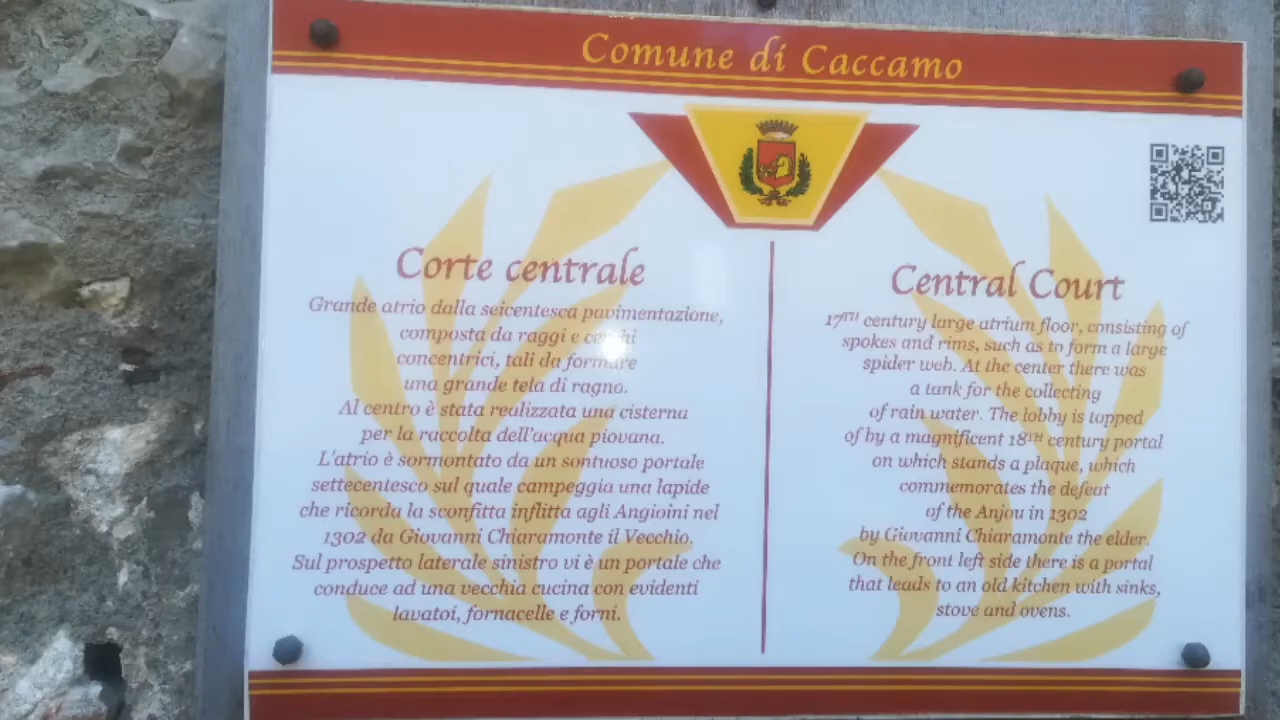 Comune di Caccamo
Corte centrale
Grande atrio dalla seicentesca pavimentazione,
composta da raggi e cerchi
concentrici, tali da formare
una grande tela di ragno.
Al centro è stata realizzata una cisterna
per la raccolta dell'acqua piovana.
L'atrio è sormontato da un sontuoso portale
settecentesco sul quale campeggia una lapide
che ricorda la sconfitta inflitta agli Angioini nel
1302 da Giovanni Chiaramonte il Vecchio.
Sul prospetto laterale sinistro vi è un portale che
conduce ad una vecchia cucina con evidenti
lavatoi, fornacelle e forni.
Central Court
17TH century large atrium floor, consisting of
spokes and rims, such as to form a large
spider web. At the center there was
a tank for the collecting
of rain water. The lobby is topped
of by a magnificent 18TH century portal
on which stands a plaque, which
commemorates the defeat
of the Anjou in 1302
by Giovanni Chiaramonte the elder.
On the front left side there is a portal
that leads to an old kitchen with sinks,
stove and ovens.